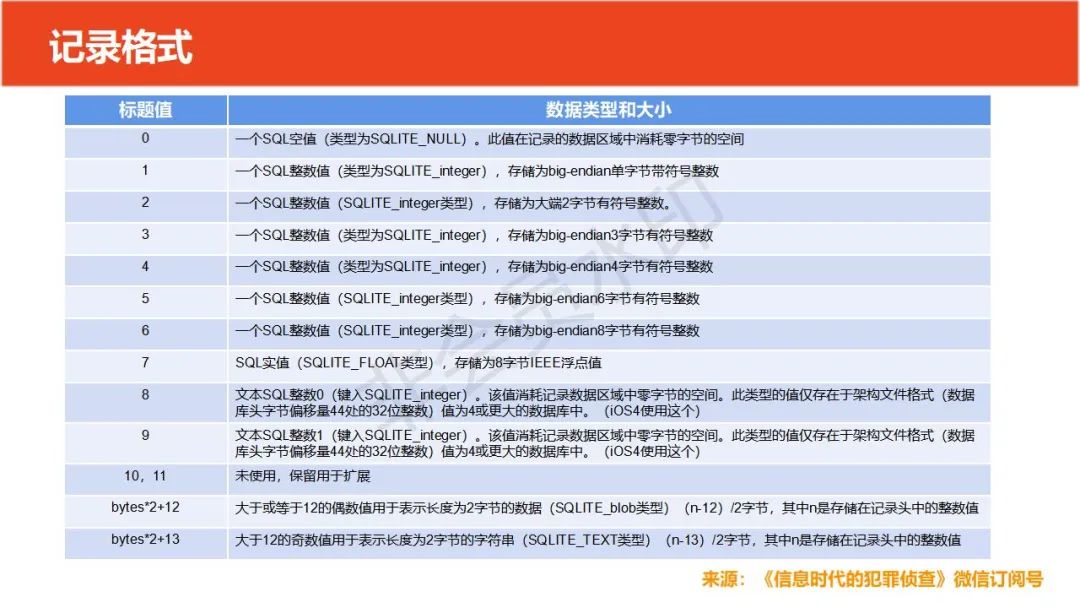 记录格式
标题值 数据类型和大小
0 一个SQL空值（类型为SQLITE_NULL）。此值在记录的数据区域中消耗零字节的空间
1 一个SQL整数值（类型为SQLITE_integer），存储为big-endian单字节带符号整数
2 一个SQL整数值（SQLITE_integer类型），存储为大端2字节有符号整数。
3 一个SQL整数值（类型为SQLITE_integer），存储为big-endian3字节有符号整数
4 一个SQL整数值（类型为SQLITE_integer），存储为big-endian4字节有符号整数
5 一个SQL整数值（SQLITE_integer类型），存储为big-endian6字节有符号整数
6 一个SQL整数值（SQLITE_integer类型），存储为big-endian8字节有符号整数
7 SQL实值（SQLITE_FLOAT类型），存储为8字节IEEE浮点值
8 文本SQL整数0（键入SQLITE_integer）。该值消耗记录数据区域中零字节的空间。此类型的值仅存在于架构文件格式（数据
库头字节偏移量44处的32位整数）值为4或更大的数据库中。（iOS4使用这个）
9 文本SQL整数1（键入SQLITE_integer）。该值消耗记录数据区域中零字节的空间。此类型的值仅存在于架构文件格式（数据
库头字节偏移量44处的32位整数）值为4或更大的数据库中。（iOS4使用这个）
10，11 未使用，保留用于扩展
bytes*2+12 大于或等于12的偶数值用于表示长度为2字节的数据（SQLITE_blob类型）（n-12）/2字节，其中n是存储在记录头中的整数值
bytes*2+13 大于12的奇数值用于表示长度为2字节的字符串（SQLITE_TEXT类型）（n-13）/2字节，其中n是存储在记录头中的整数值
非会员水印
来源：《信息时代的犯罪侦查》微信订阅号